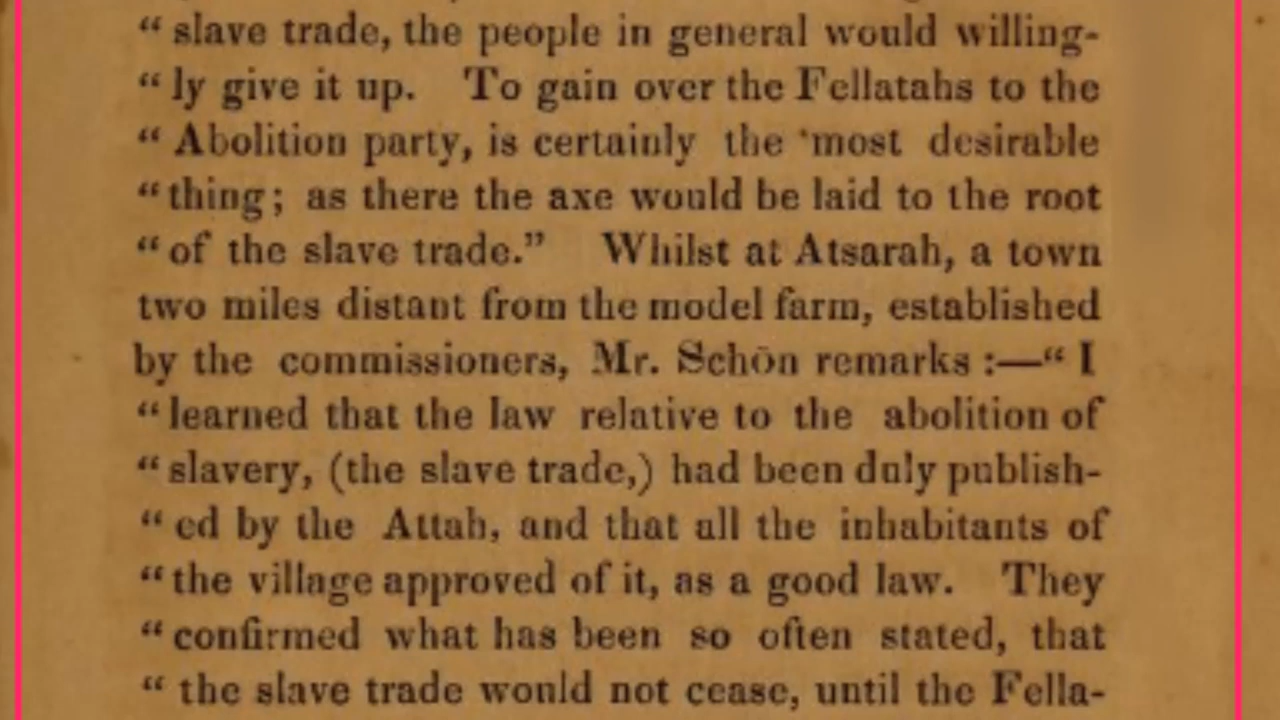 “ slave trade, the people in general would willing-
“ ly give it up. To gain over the Fellatahs to the
“ Abolition party, is certainly the most desirable
“ thing; as there the axe would be laid to the root
“ of the slave trade.” Whilst at Atsarah, a town
two miles distant from the model farm, established
by the commissioners, Mr. Schön remarks :—“ I
“ learned that the law relative to the abolition of
“ slavery, (the slave trade,) had been duly publish-
“ ed by the Attah, and that all the inhabitants of
“ the village approved of it, as a good law. They
“ confirmed what has been so often stated, that
“ the slave trade would not cease, until the Fella-